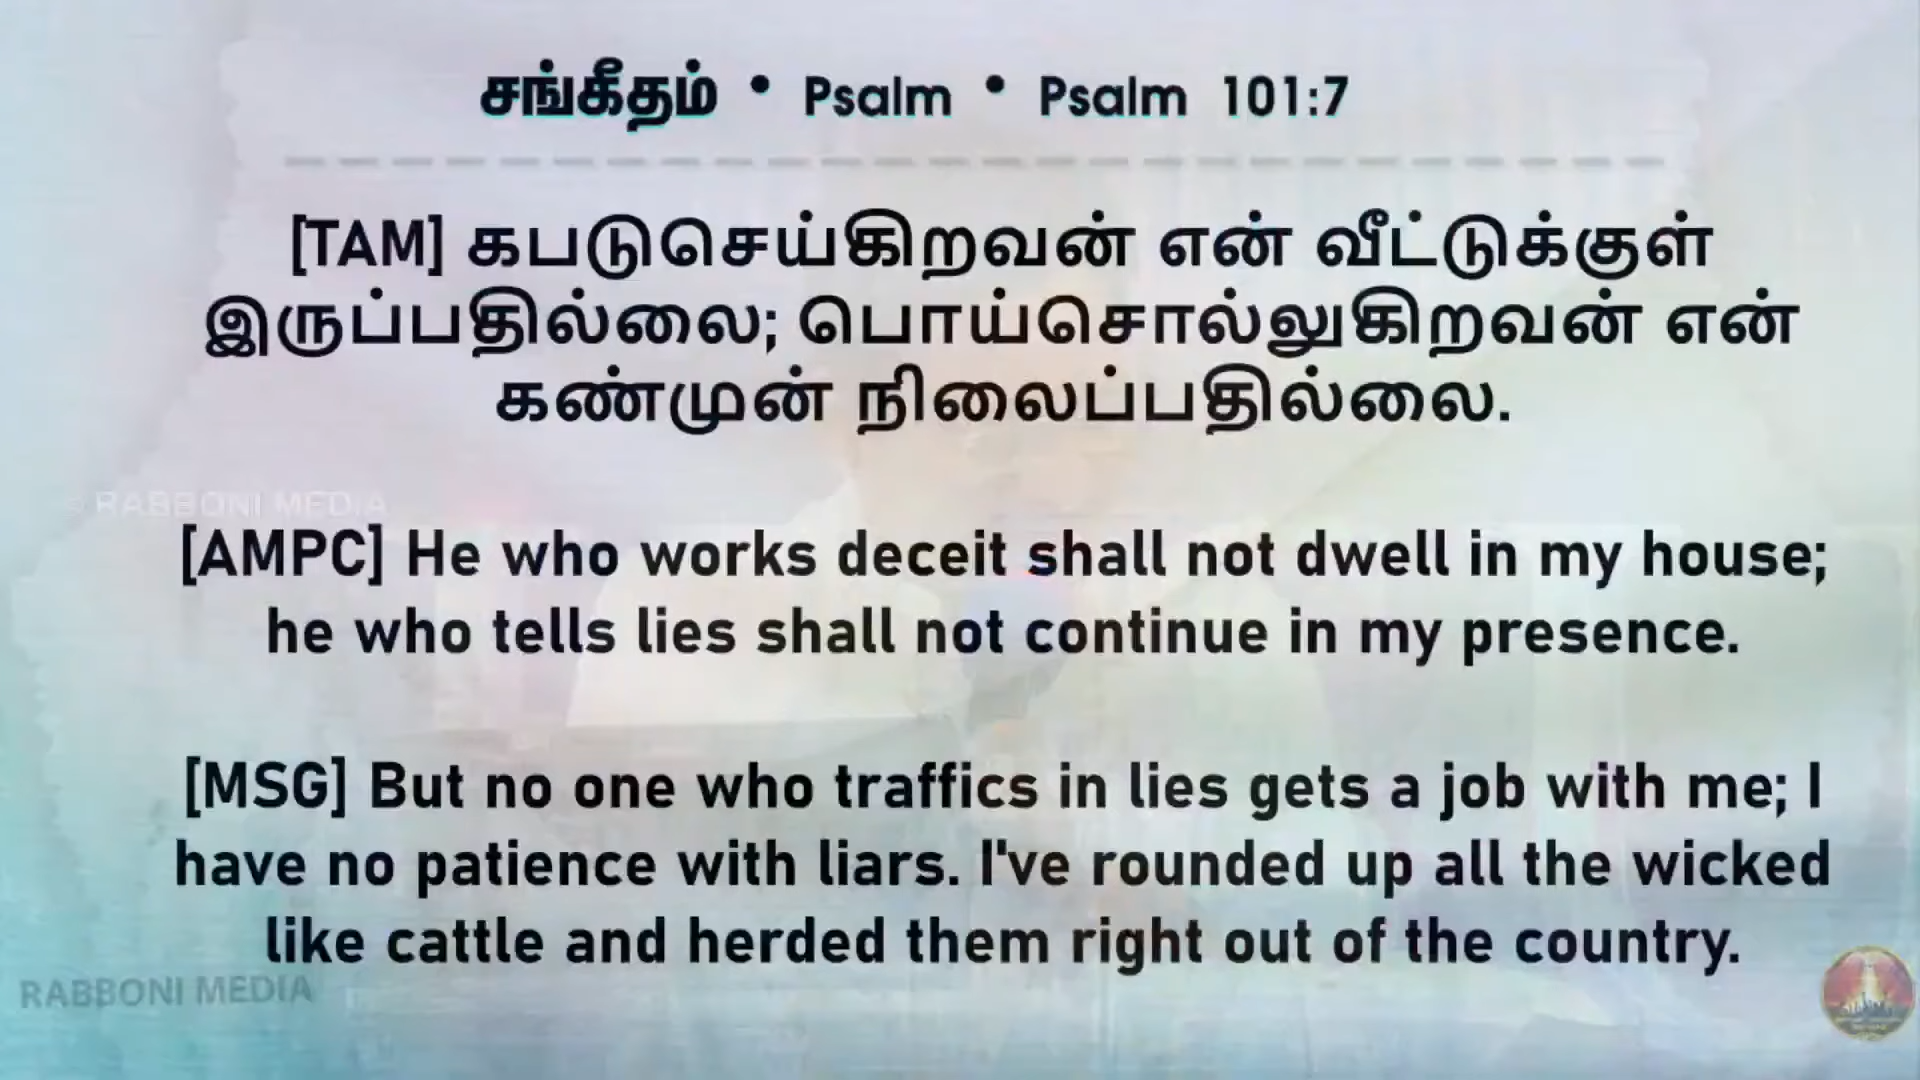 சங்கீதம் • Psalm • Psalm 101:7
[TAM] கபடுசெய்கிறவன் என் வீட்டுக்குள்
இருப்பதில்லை; பொய்சொல்லுகிறவன் என்
கண்முன் நிலைப்பதில்லை.
© RABBONI MEDIA
[AMPC] He who works deceit shall not dwell in my house;
he who tells lies shall not continue in my presence.
[MSG] But no one who traffics in lies gets a job with me; I
have no patience with liars. I've rounded up all the wicked
like cattle and herded them right out of the country.
RABBONI MEDIA